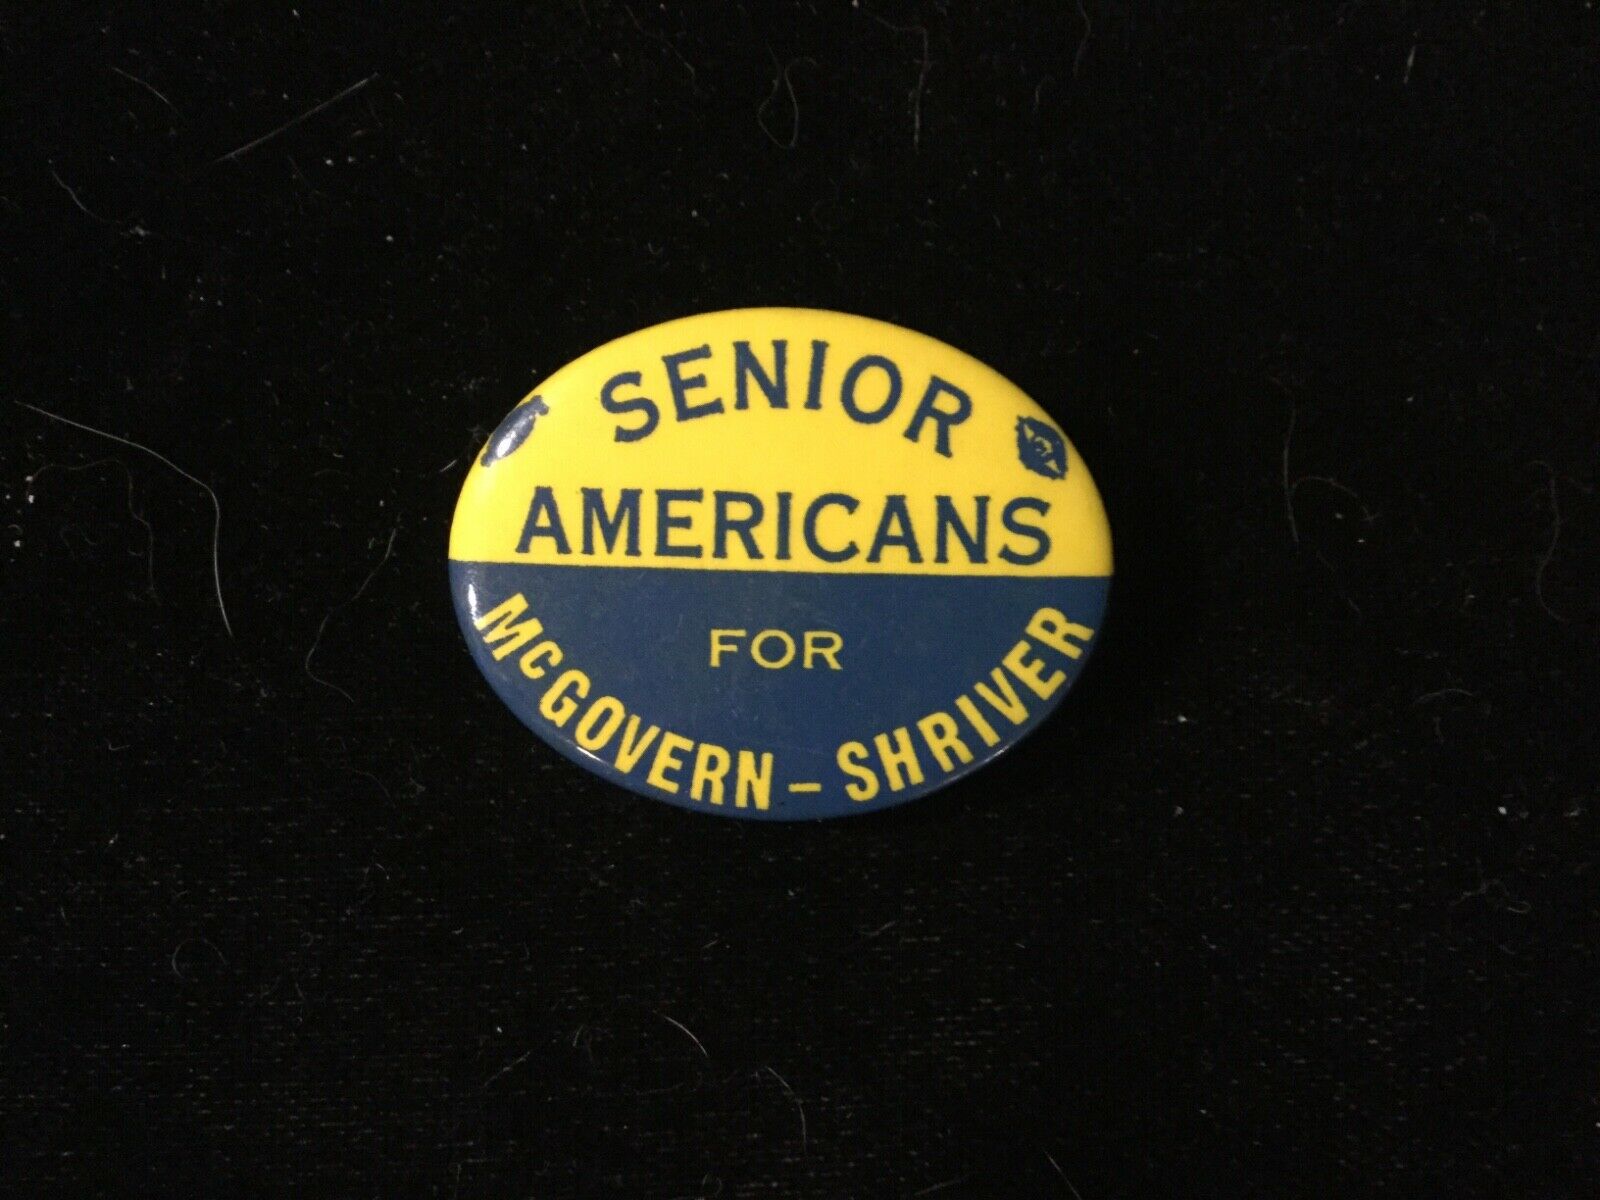 SENIOR
AMERICANS
FOR
McGOVERN - SHRIVER